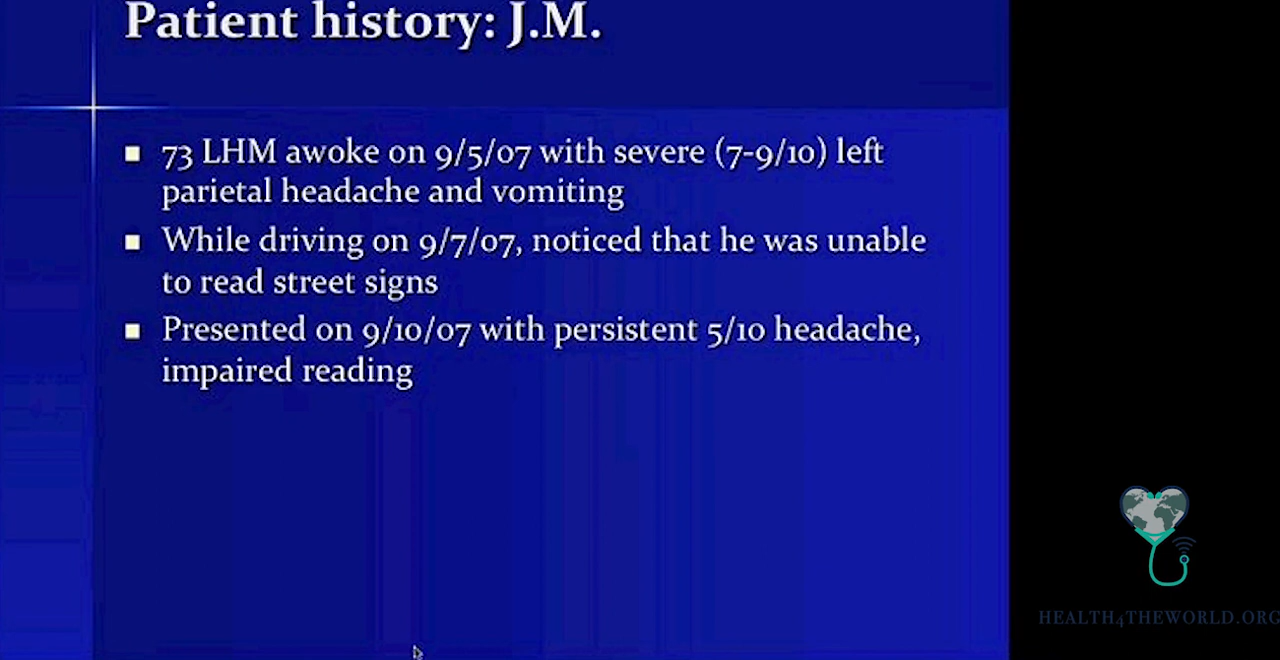 Patient history: J.M.
73 LHM awoke on 9/5/07 with severe (7-9/10) left
parietal headache and vomiting
While driving on 9/7/07, noticed that he was unable
to read street signs
Presented on 9/10/07 with persistent 5/10 headache,
impaired reading
HEALTH4THEWORLD.ORG